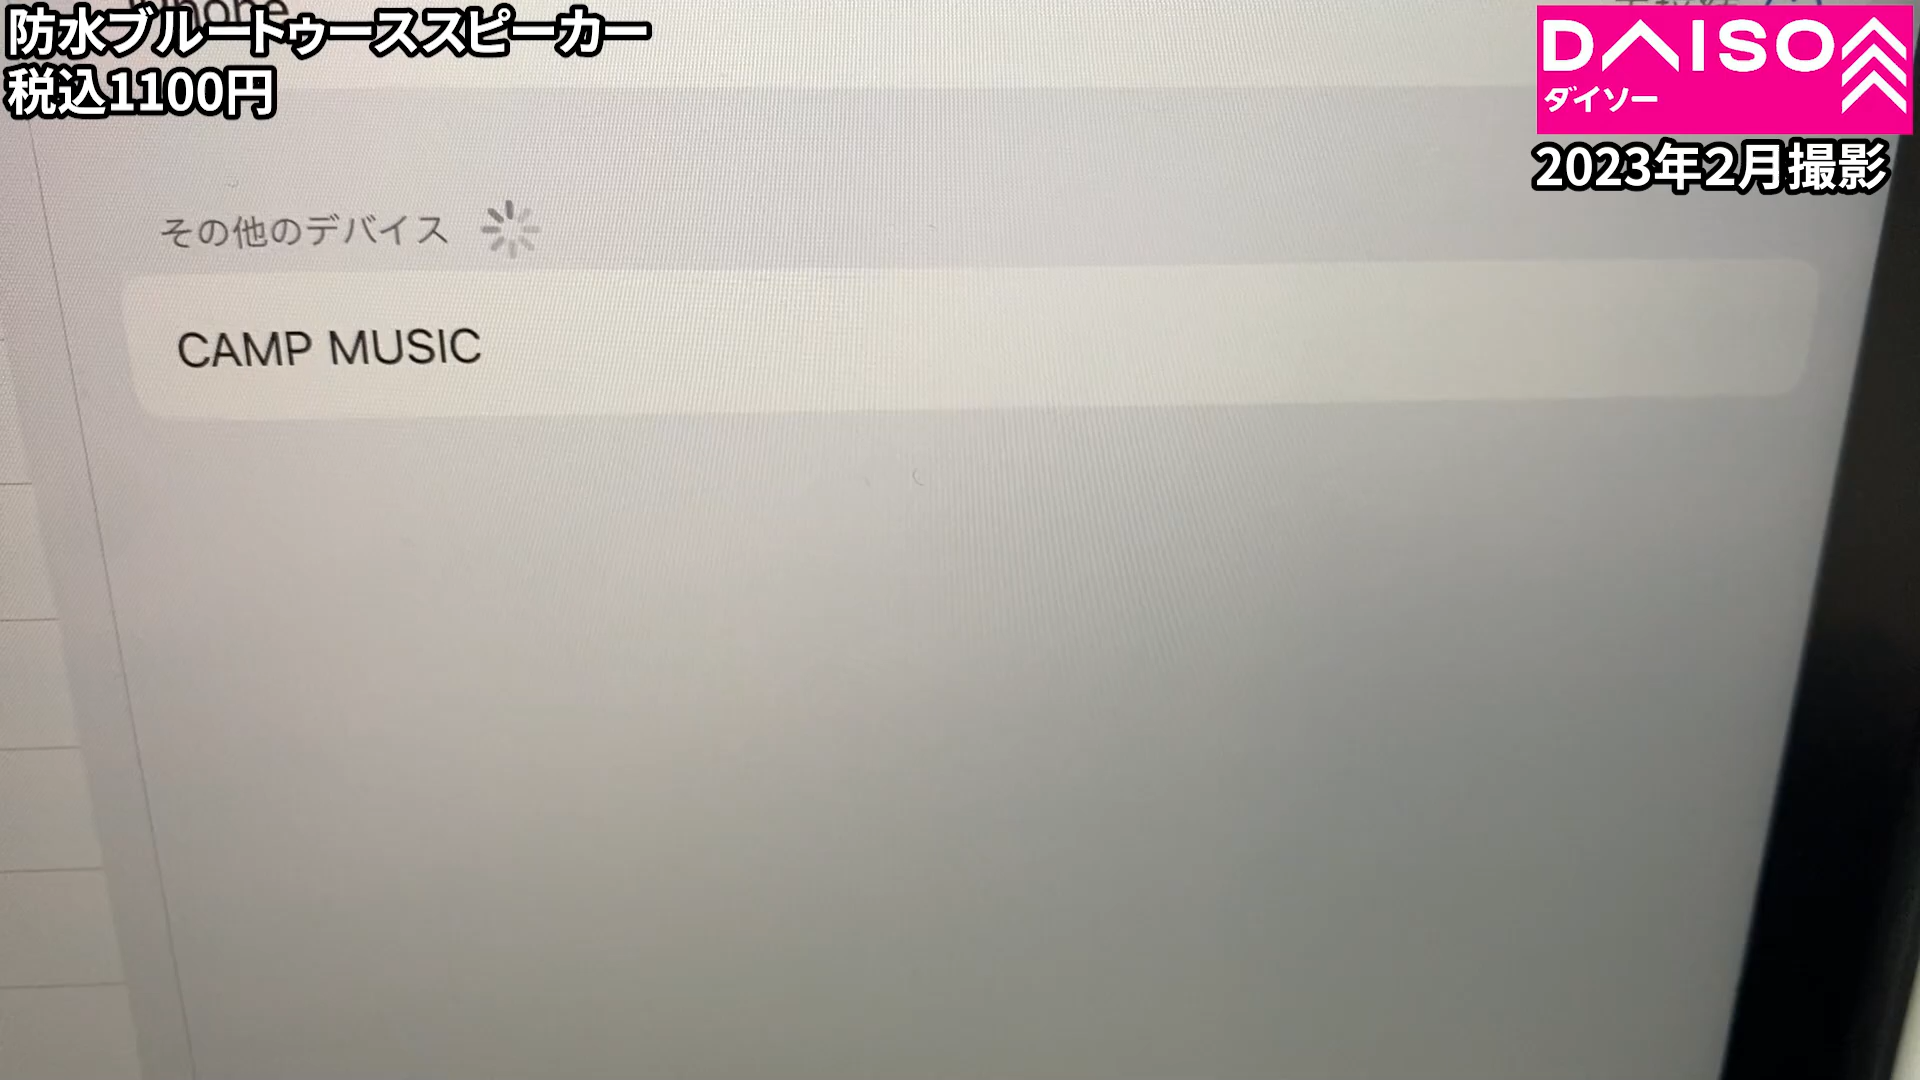 防水ブルートゥーススピーカー
税込1100円
DAISO
ダイソー
2023年2月撮影
その他のデバイス
CAMP MUSIC